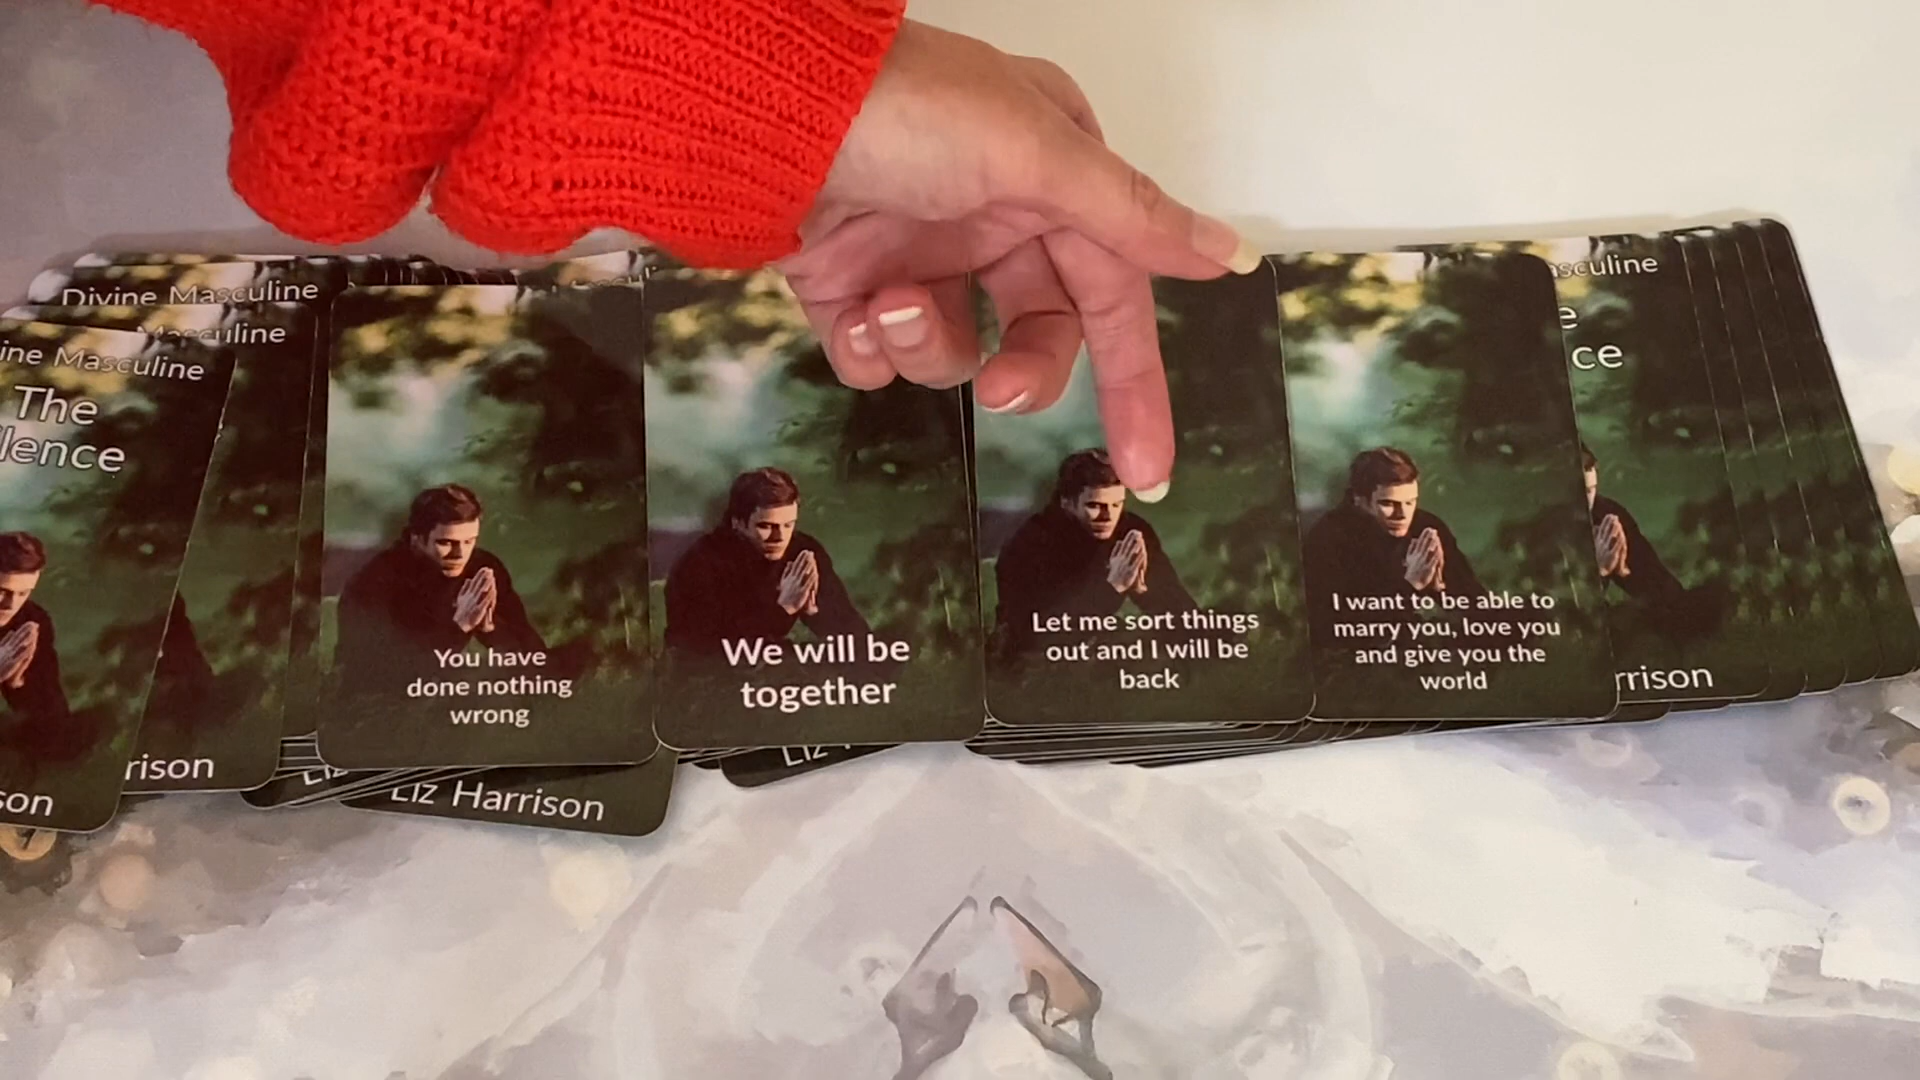 Divine Masculine
Masculine
ine Masculine
The
lence
rison
son
Liz Harrison
You have
done nothing
wrong
We will be
together
Let me sort things
out and I will be
back
I want to be able to
marry you, love you
and give you the
world
sculine
e
ce
rrison